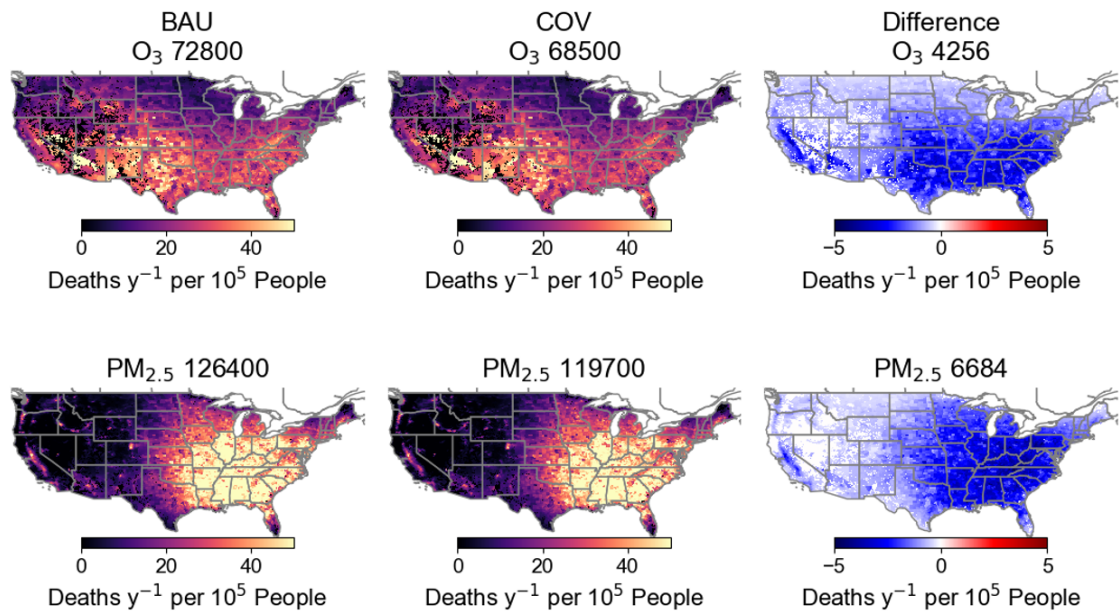 BAU
O₃ 72800
COV
O₃ 68500
Difference
O₃ 4256
0 20 40
Deaths y⁻¹ per 10⁵ People
0 20 40
Deaths y⁻¹ per 10⁵ People
−5 0 5
Deaths y⁻¹ per 10⁵ People
PM₂.₅ 126400
PM₂.₅ 119700
PM₂.₅ 6684
0 20 40
Deaths y⁻¹ per 10⁵ People
0 20 40
Deaths y⁻¹ per 10⁵ People
−5 0 5
Deaths y⁻¹ per 10⁵ People